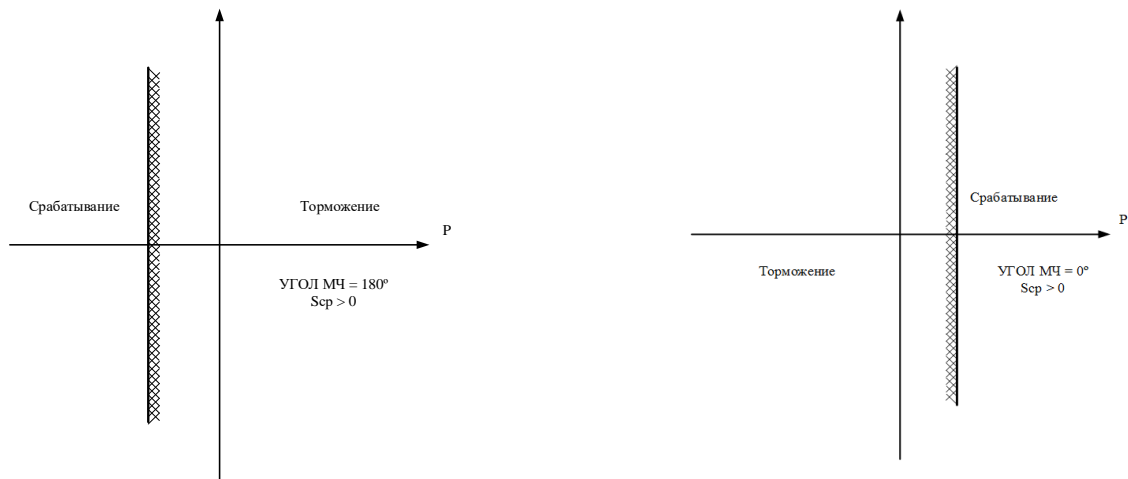 Срабатывание
Торможение
P
УГОЛ МЧ = 180º
Sср > 0
Срабатывание
P
Торможение
УГОЛ МЧ = 0º
Sср > 0